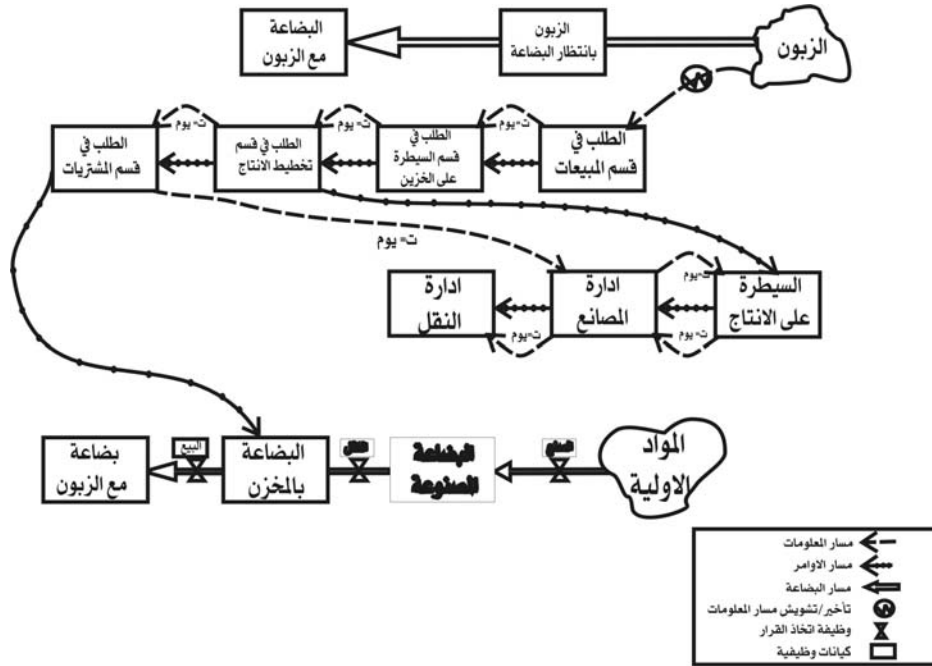 الزبون
الزبون
بانتظار البضاعة
البضاعة
مع الزبون
الطلب في
قسم المبيعات
ت= يوم
الطلب في
قسم السيطرة
على الخزين
ت= يوم
الطلب في قسم
تخطيط الانتاج
ت= يوم
الطلب في
قسم المشتريات
ت= يوم
السيطرة
على الانتاج
ت= يوم
ت= يوم
ادارة
المصانع
ت= يوم
ادارة
النقل
المواد
الاولية
البضاعة
المصنوعة
البضاعة
بالمخزن
البيع
بضاعة
مع الزبون
مسار المعلومات
مسار الاوامر
مسار البضاعة
تأخير/تشويش مسار المعلومات
وظيفة اتخاذ القرار
كيانات وظيفية